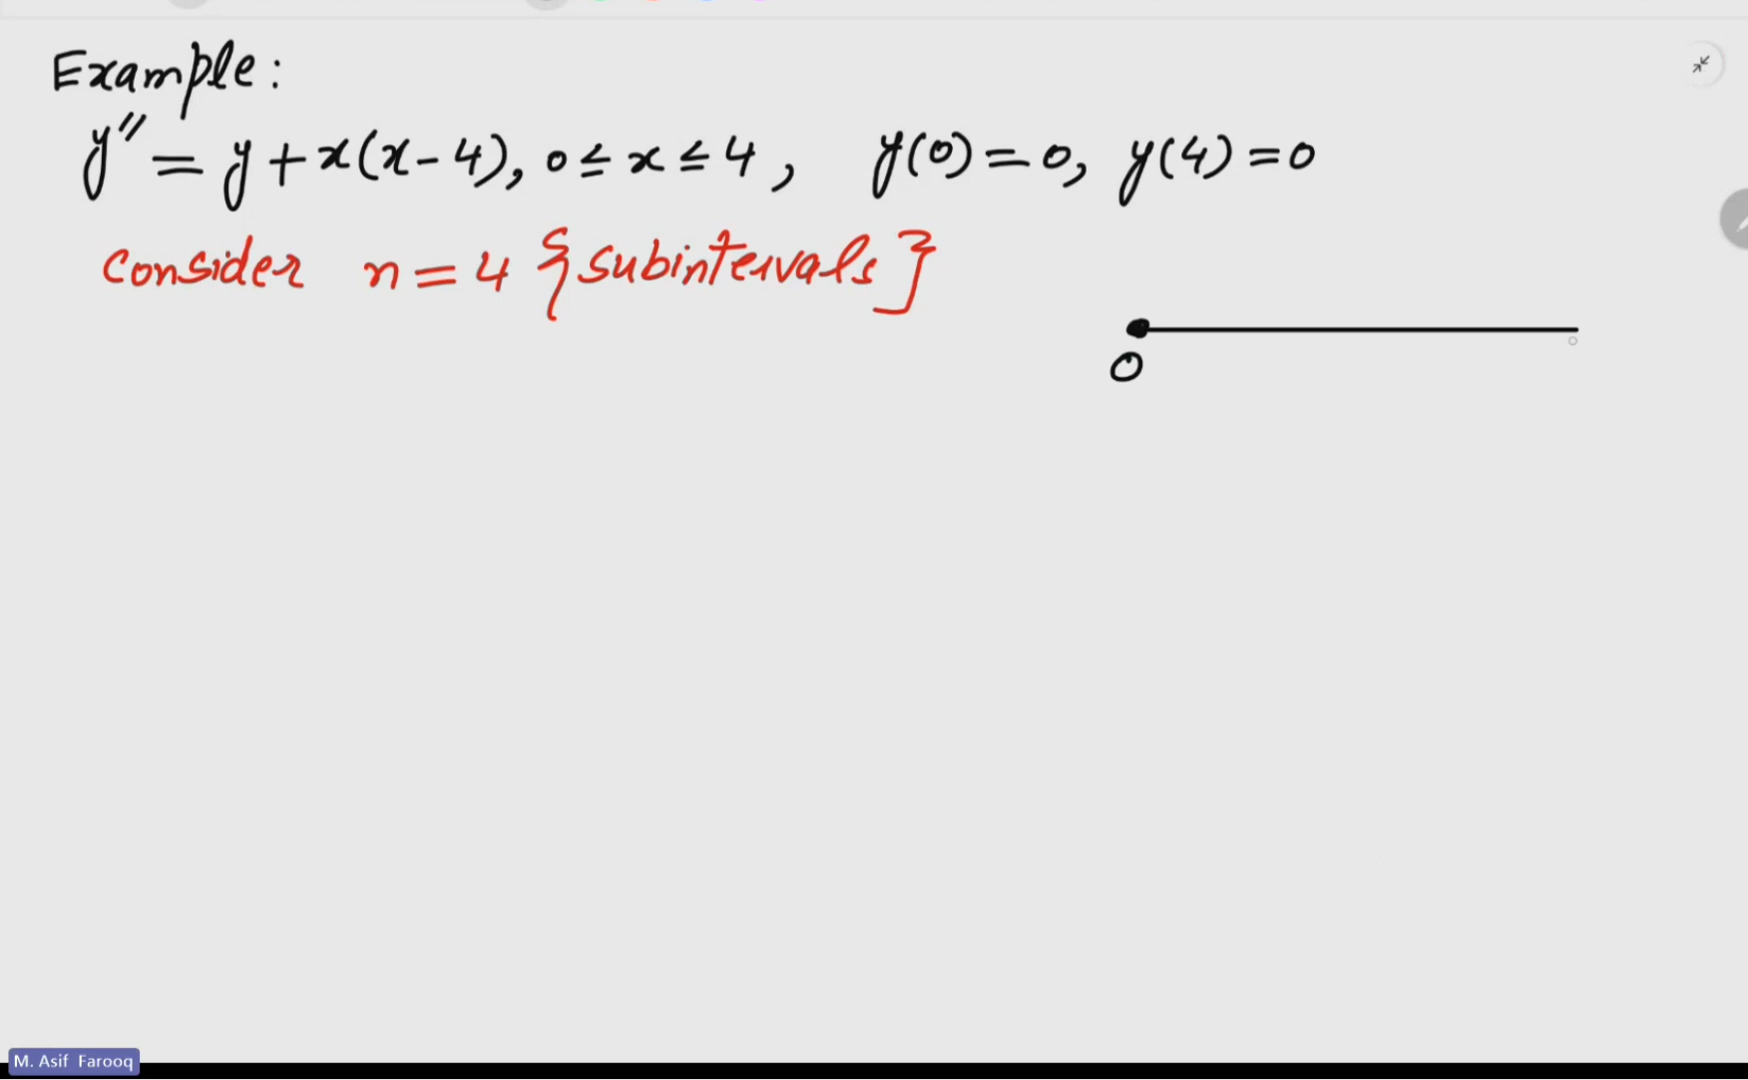 Example:
y'' = y + x(x-4), 0 ≤ x ≤ 4, y(0) = 0, y(4) = 0
consider n = 4 {subintervals}
0
M. Asif Farooq